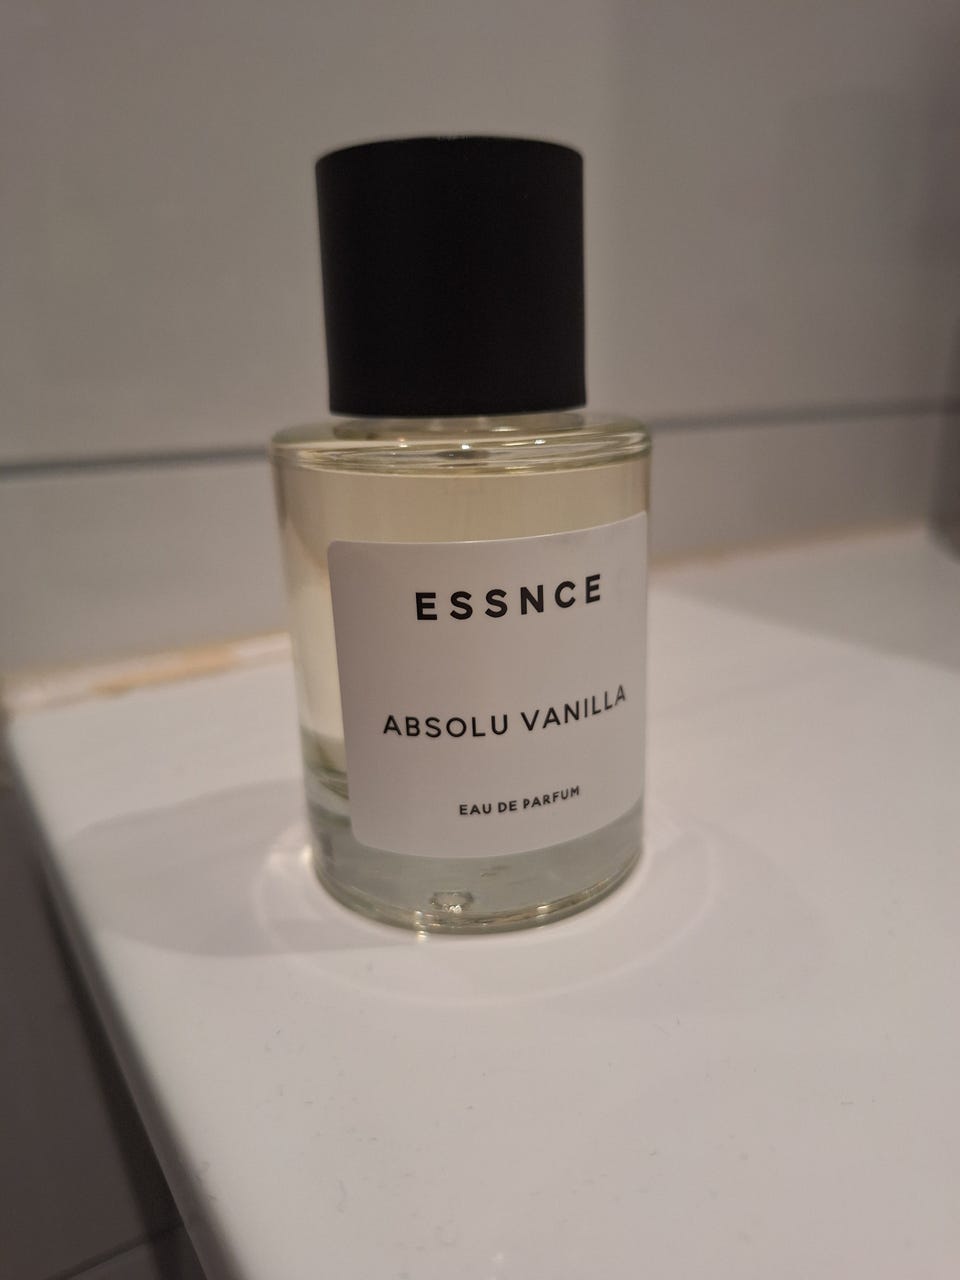 ESSNCE
ABSOLU VANILLA
EAU DE PARFUM